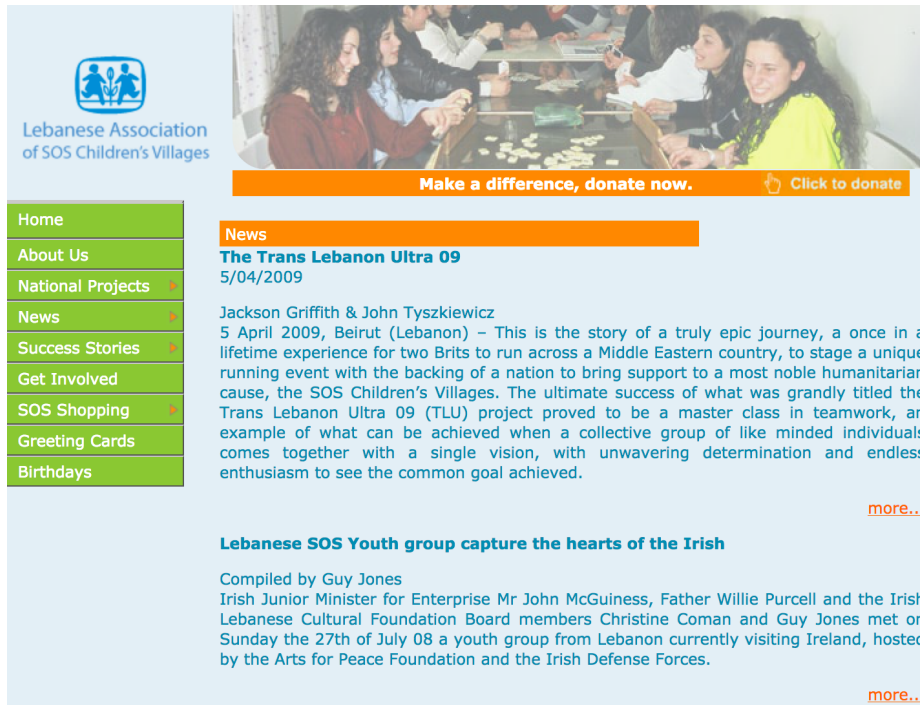 Lebanese Association
of SOS Children's Villages
Make a difference, donate now.
Click to donate
Home
About Us
National Projects
News
Success Stories
Get Involved
SOS Shopping
Greeting Cards
Birthdays
News
The Trans Lebanon Ultra 09
5/04/2009
Jackson Griffith & John Tyszkiewicz
5 April 2009, Beirut (Lebanon) – This is the story of a truly epic journey, a once in a
lifetime experience for two Brits to run across a Middle Eastern country, to stage a unique
running event with the backing of a nation to bring support to a most noble humanitarian
cause, the SOS Children's Villages. The ultimate success of what was grandly titled the
Trans Lebanon Ultra 09 (TLU) project proved to be a master class in teamwork, an
example of what can be achieved when a collective group of like minded individuals
comes together with a single vision, with unwavering determination and endless
enthusiasm to see the common goal achieved.
more..
Lebanese SOS Youth group capture the hearts of the Irish
Compiled by Guy Jones
Irish Junior Minister for Enterprise Mr John McGuiness, Father Willie Purcell and the Irish
Lebanese Cultural Foundation Board members Christine Coman and Guy Jones met on
Sunday the 27th of July 08 a youth group from Lebanon currently visiting Ireland, hosted
by the Arts for Peace Foundation and the Irish Defense Forces.
more..